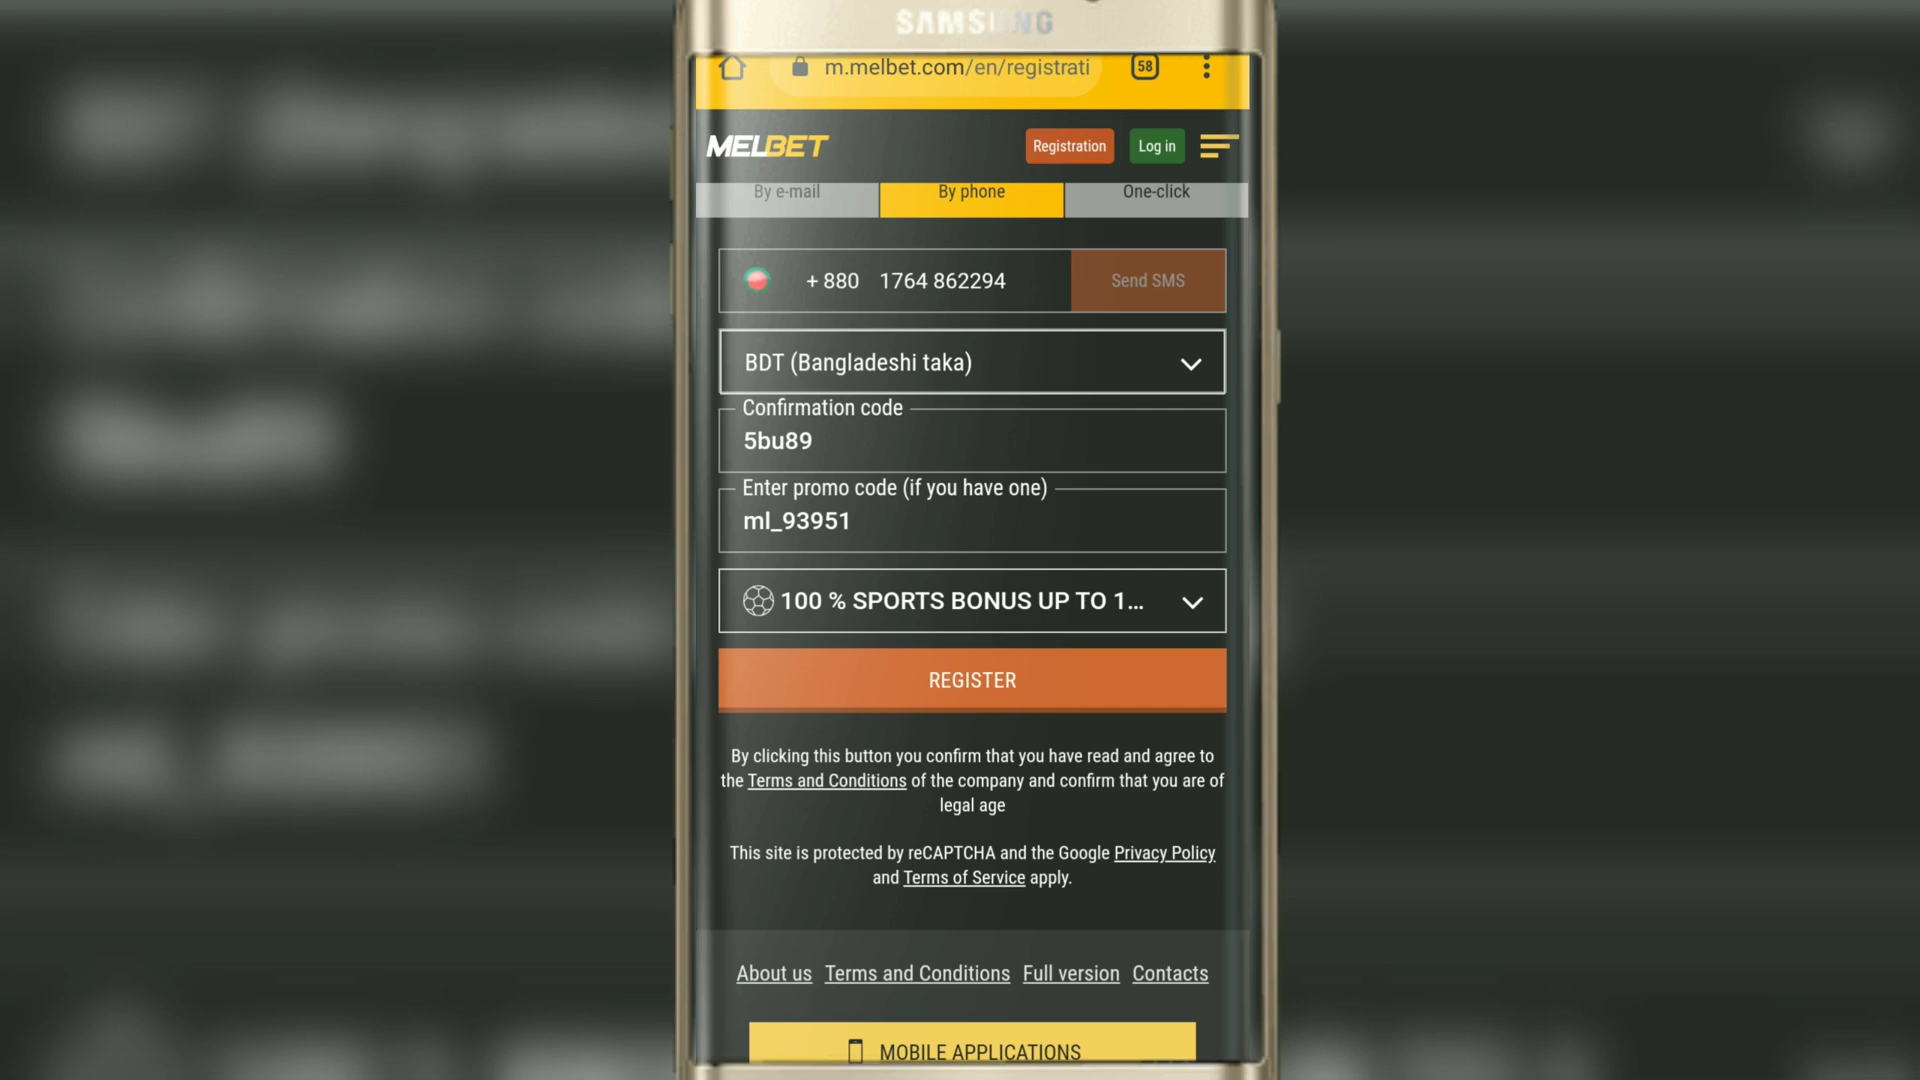 SAMSUNG
m.melbet.com/en/registrati
58
MELBET
Registration
Log in
By e-mail
By phone
One-click
+ 880 1764 862294
Send SMS
BDT (Bangladeshi taka)
Confirmation code
5bu89
Enter promo code (if you have one)
ml_93951
100 % SPORTS BONUS UP TO 1...
REGISTER
By clicking this button you confirm that you have read and agree to
the Terms and Conditions of the company and confirm that you are of
legal age
This site is protected by reCAPTCHA and the Google Privacy Policy
and Terms of Service apply.
About us Terms and Conditions Full version Contacts
MOBILE APPLICATIONS